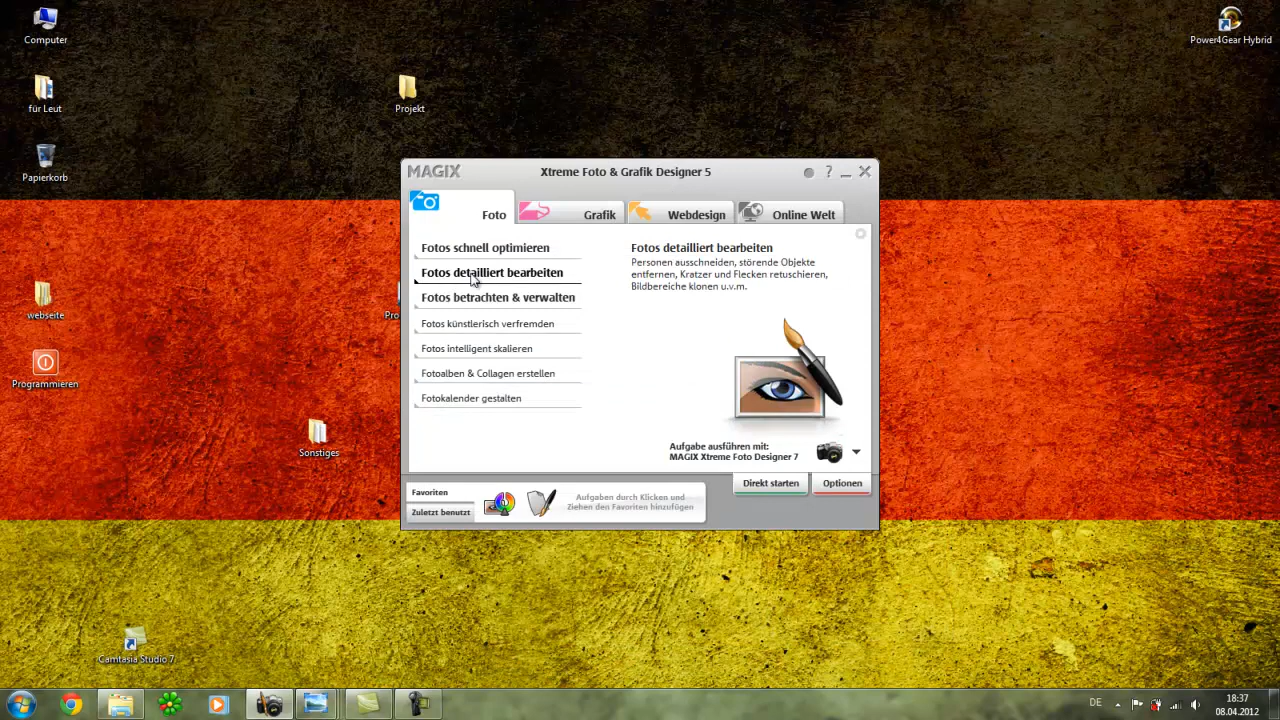 Computer
Power4Gear Hybrid
für Leut
Projekt
Papierkorb
MAGIX
Xtreme Foto & Grafik Designer 5
?
Foto
Grafik
Webdesign
Online Welt
Fotos schnell optimieren
Fotos detailliert bearbeiten
Fotos betrachten & verwalten
Fotos künstlerisch verfremden
Fotos intelligent skalieren
Fotoalben & Collagen erstellen
Fotokalender gestalten
Fotos detailliert bearbeiten
Personen ausschneiden, störende Objekte
entfernen, Kratzer und Flecken retuschieren,
Bildbereiche klonen u.v.m.
Aufgabe ausführen mit:
MAGIX Xtreme Foto Designer 7
Direkt starten
Optionen
Favoriten
Zuletzt benutzt
Aufgaben durch Klicken und
Ziehen den Favoriten hinzufügen
webseite
Pro
Programmieren
Sonstiges
Camtasia Studio 7
DE
18:37
08.04.2012